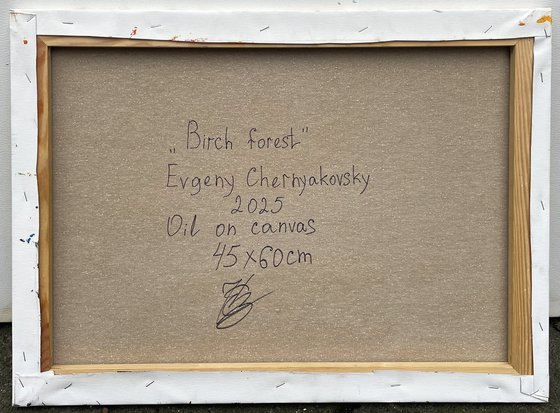 „Birch forest"
Evgeny Chernyakovsky
2025
Oil on canvas
45x60cm